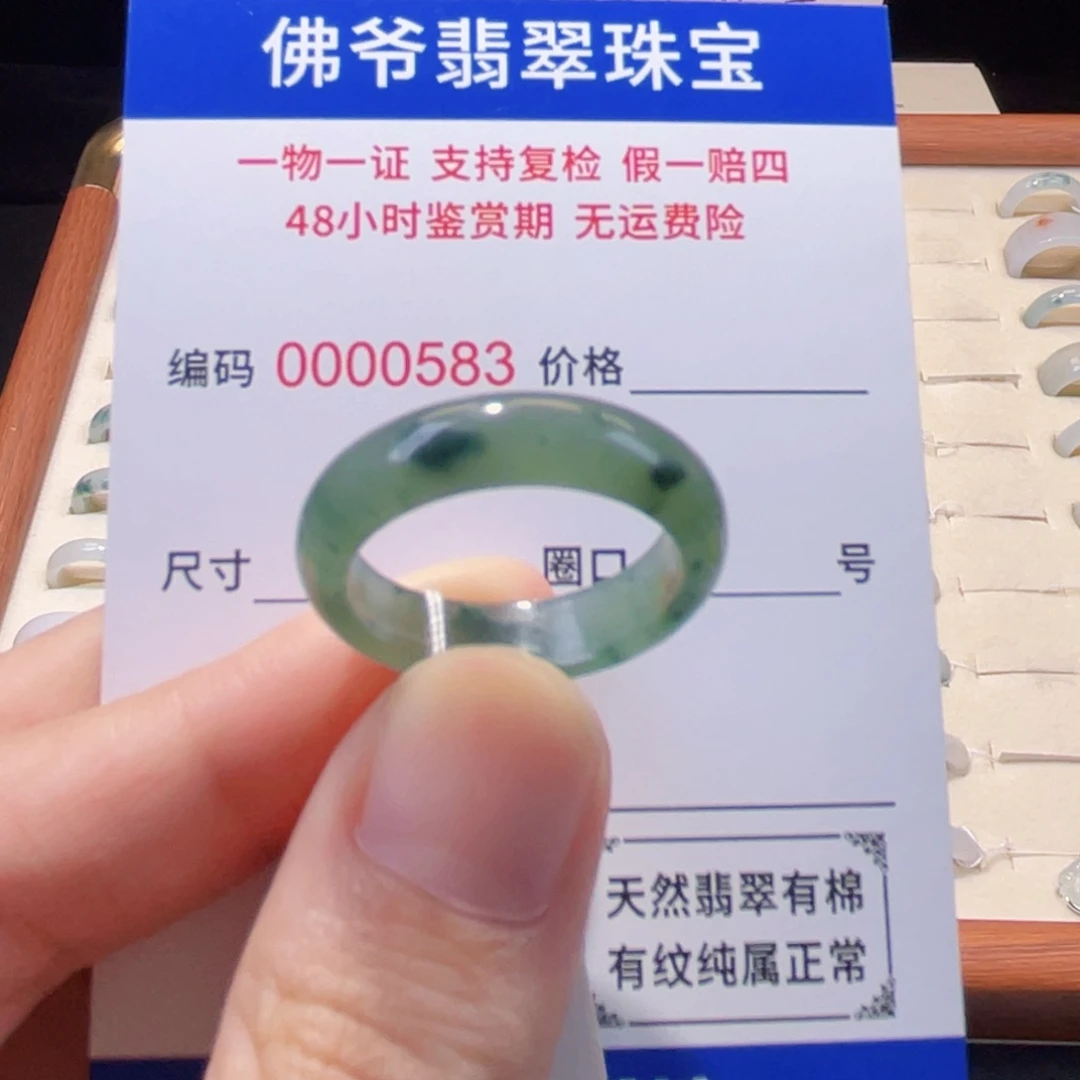 佛爷翡翠珠宝
一物一证 支持复检 假一赔四
48小时鉴赏期 无运费险
编码 0000583 价格
尺寸 圈口 号
天然翡翠有棉
有纹纯属正常